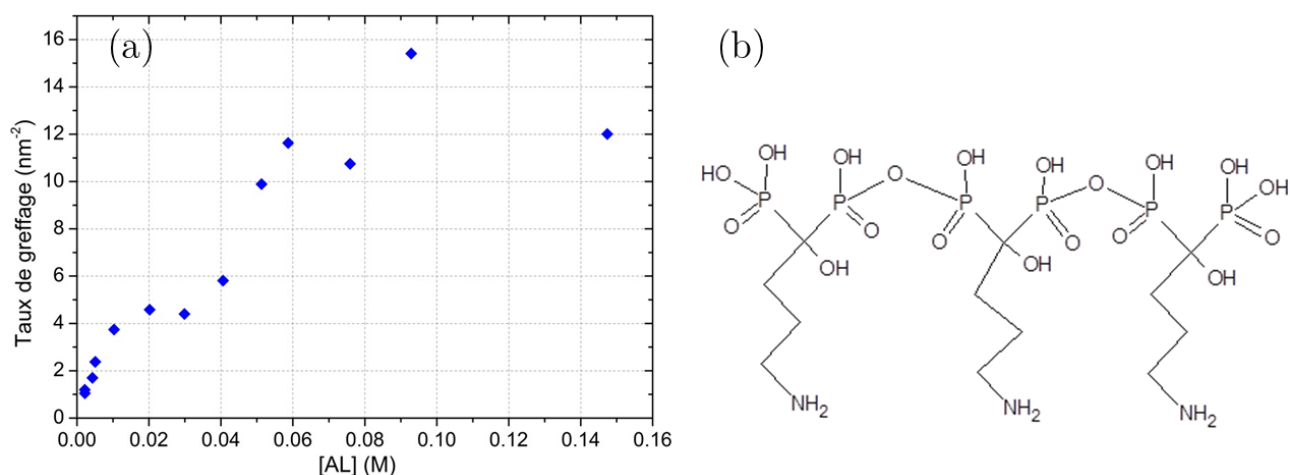 (a)
Taux de greffage (nm⁻²)
16
14
12
10
8
6
4
2
0
0.00 0.02 0.04 0.06 0.08 0.10 0.12 0.14 0.16
[AL] (M)
(b)
OH OH OH OH OH OH
HO O O OH
P P P P P P
O O O O O O
OH OH OH
NH₂ NH₂ NH₂